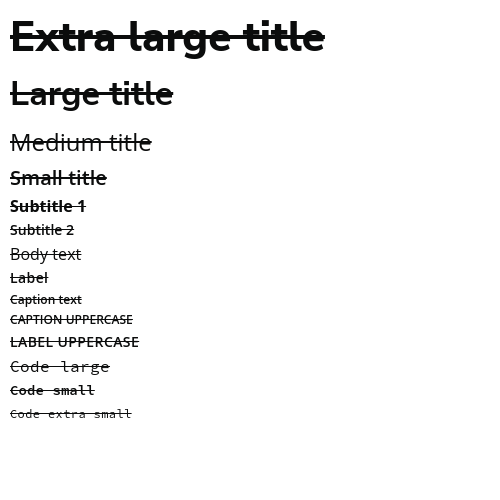 Extra large title
Large title
Medium title
Small title
Subtitle 1
Subtitle 2
Body text
Label
Caption text
CAPTION UPPERCASE
LABEL UPPERCASE
Code large
Code small
Code extra small